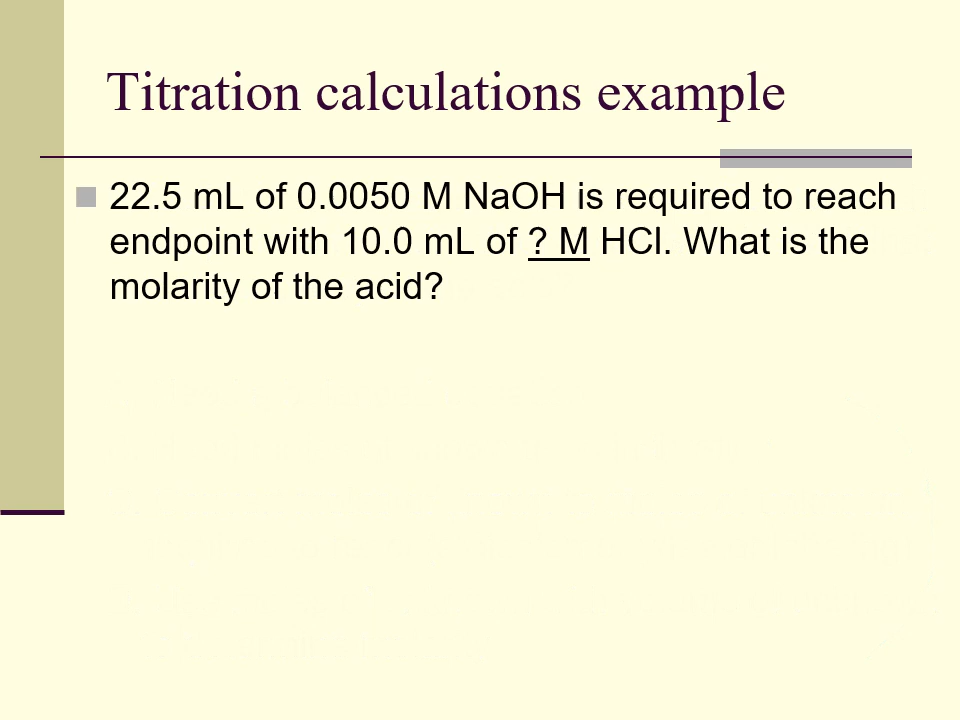 Titration calculations example
22.5 mL of 0.0050 M NaOH is required to reach
endpoint with 10.0 mL of ? M HCl. What is the
molarity of the acid?